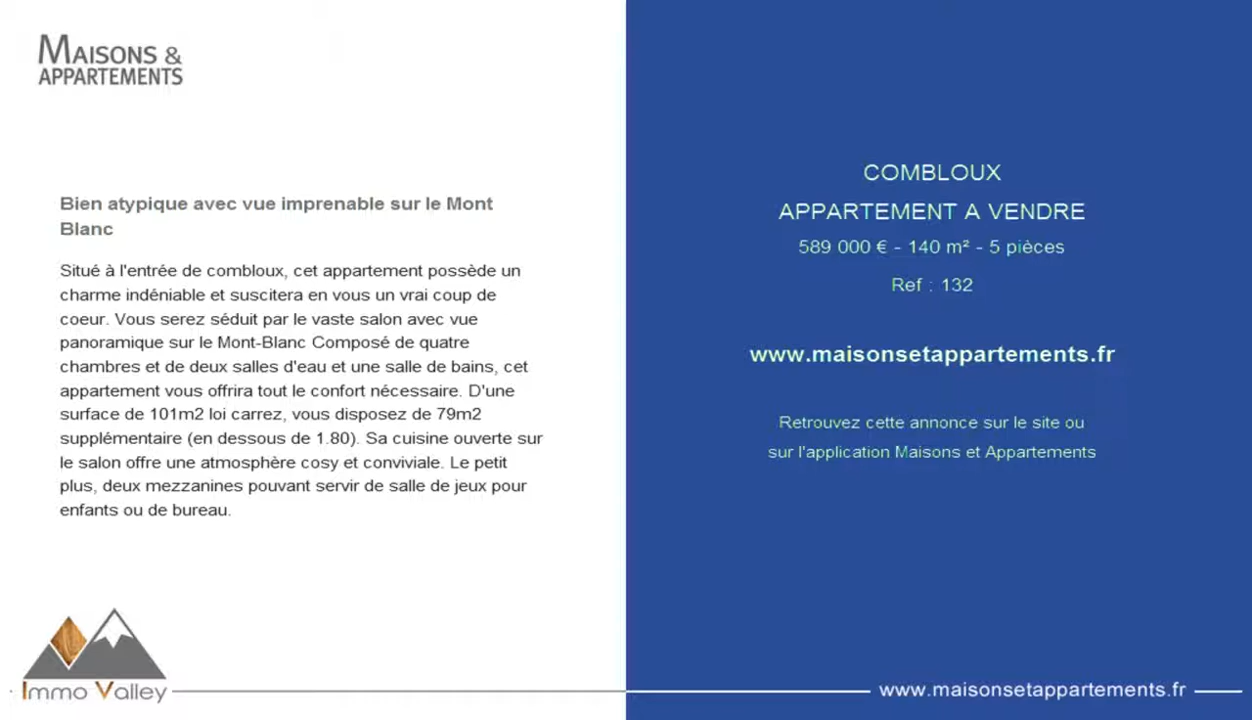 MAISONS &
APPARTEMENTS
Bien atypique avec vue imprenable sur le Mont
Blanc
Situé à l'entrée de combloux, cet appartement possède un
charme indéniable et suscitera en vous un vrai coup de
coeur. Vous serez séduit par le vaste salon avec vue
panoramique sur le Mont-Blanc Composé de quatre
chambres et de deux salles d'eau et une salle de bains, cet
appartement vous offrira tout le confort nécessaire. D'une
surface de 101m2 loi carrez, vous disposez de 79m2
supplémentaire (en dessous de 1.80). Sa cuisine ouverte sur
le salon offre une atmosphère cosy et conviviale. Le petit
plus, deux mezzanines pouvant servir de salle de jeux pour
enfants ou de bureau.
Immo Valley
COMBLOUX
APPARTEMENT A VENDRE
589 000 € - 140 m² - 5 pièces
Ref : 132
www.maisonsetappartements.fr
Retrouvez cette annonce sur le site ou
sur l'application Maisons et Appartements
www.maisonsetappartements.fr